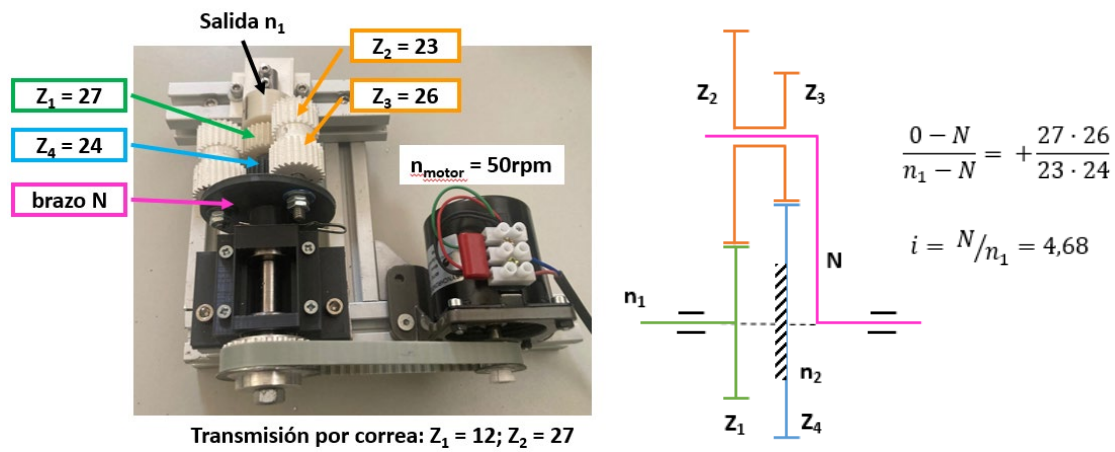 Salida n₁
Z₂ = 23
Z₁ = 27
Z₃ = 26
Z₄ = 24
n_motor = 50rpm
brazo N
Transmisión por correa: Z₁ = 12; Z₂ = 27
Z₂
Z₃
N
n₁
n₂
Z₁
Z₄
(0 − N)/(n₁ − N) = +(27 · 26)/(23 · 24)
i = N/n₁ = 4,68